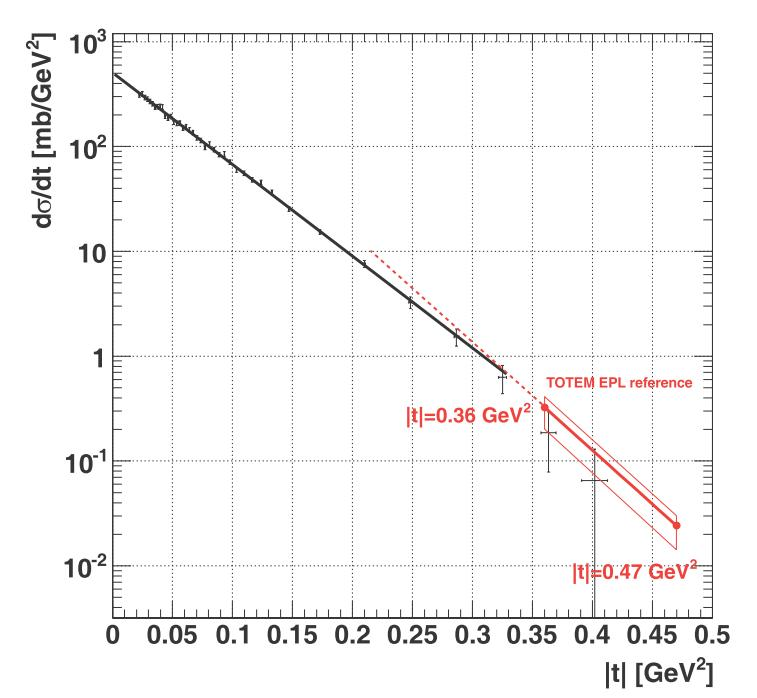 dσ/dt [mb/GeV²]
10³
10²
10
1
10⁻¹
10⁻²
TOTEM EPL reference
|t|=0.36 GeV²
|t|=0.47 GeV²
0 0.05 0.1 0.15 0.2 0.25 0.3 0.35 0.4 0.45 0.5
|t| [GeV²]